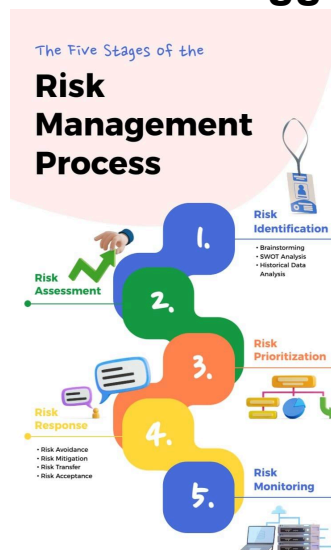 The Five Stages of the
Risk
Management
Process
1.
Risk
Identification
• Brainstorming
• SWOT Analysis
• Historical Data
Analysis
Risk
Assessment
2.
3.
Risk
Prioritization
Risk
Response
• Risk Avoidance
• Risk Mitigation
• Risk Transfer
• Risk Acceptance
4.
5.
Risk
Monitoring